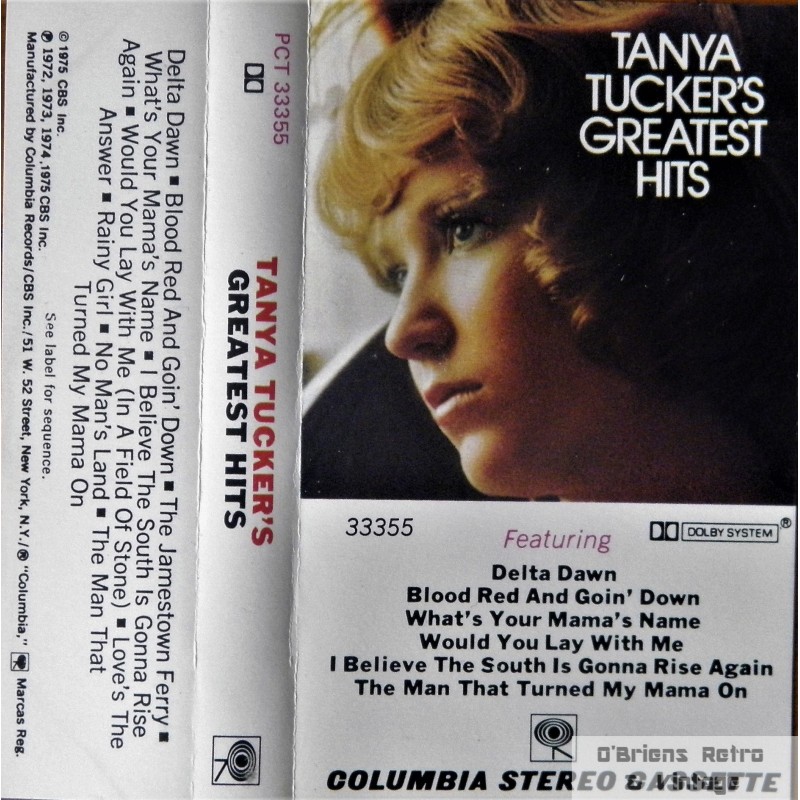 © 1975 CBS Inc.
℗ 1972, 1973, 1974, 1975 CBS Inc.
Manufactured by Columbia Records/CBS Inc./51 W. 52 Street, New York, N.Y./® "Columbia," Marcas Reg.
See label for sequence.
Delta Dawn ■ Blood Red And Goin' Down ■ The Jamestown Ferry ■
What's Your Mama's Name ■ I Believe The South Is Gonna Rise
Again ■ Would You Lay With Me (In A Field Of Stone) ■ Love's The
Answer ■ Rainy Girl ■ No Man's Land ■ The Man That
Turned My Mama On
PCT 33355
TANYA TUCKER'S
GREATEST HITS
TANYA
TUCKER'S
GREATEST
HITS
33355
Featuring
DOLBY SYSTEM®
Delta Dawn
Blood Red And Goin' Down
What's Your Mama's Name
Would You Lay With Me
I Believe The South Is Gonna Rise Again
The Man That Turned My Mama On
COLUMBIA STEREO CASSETTE
O'Briens Retro
& Vintage